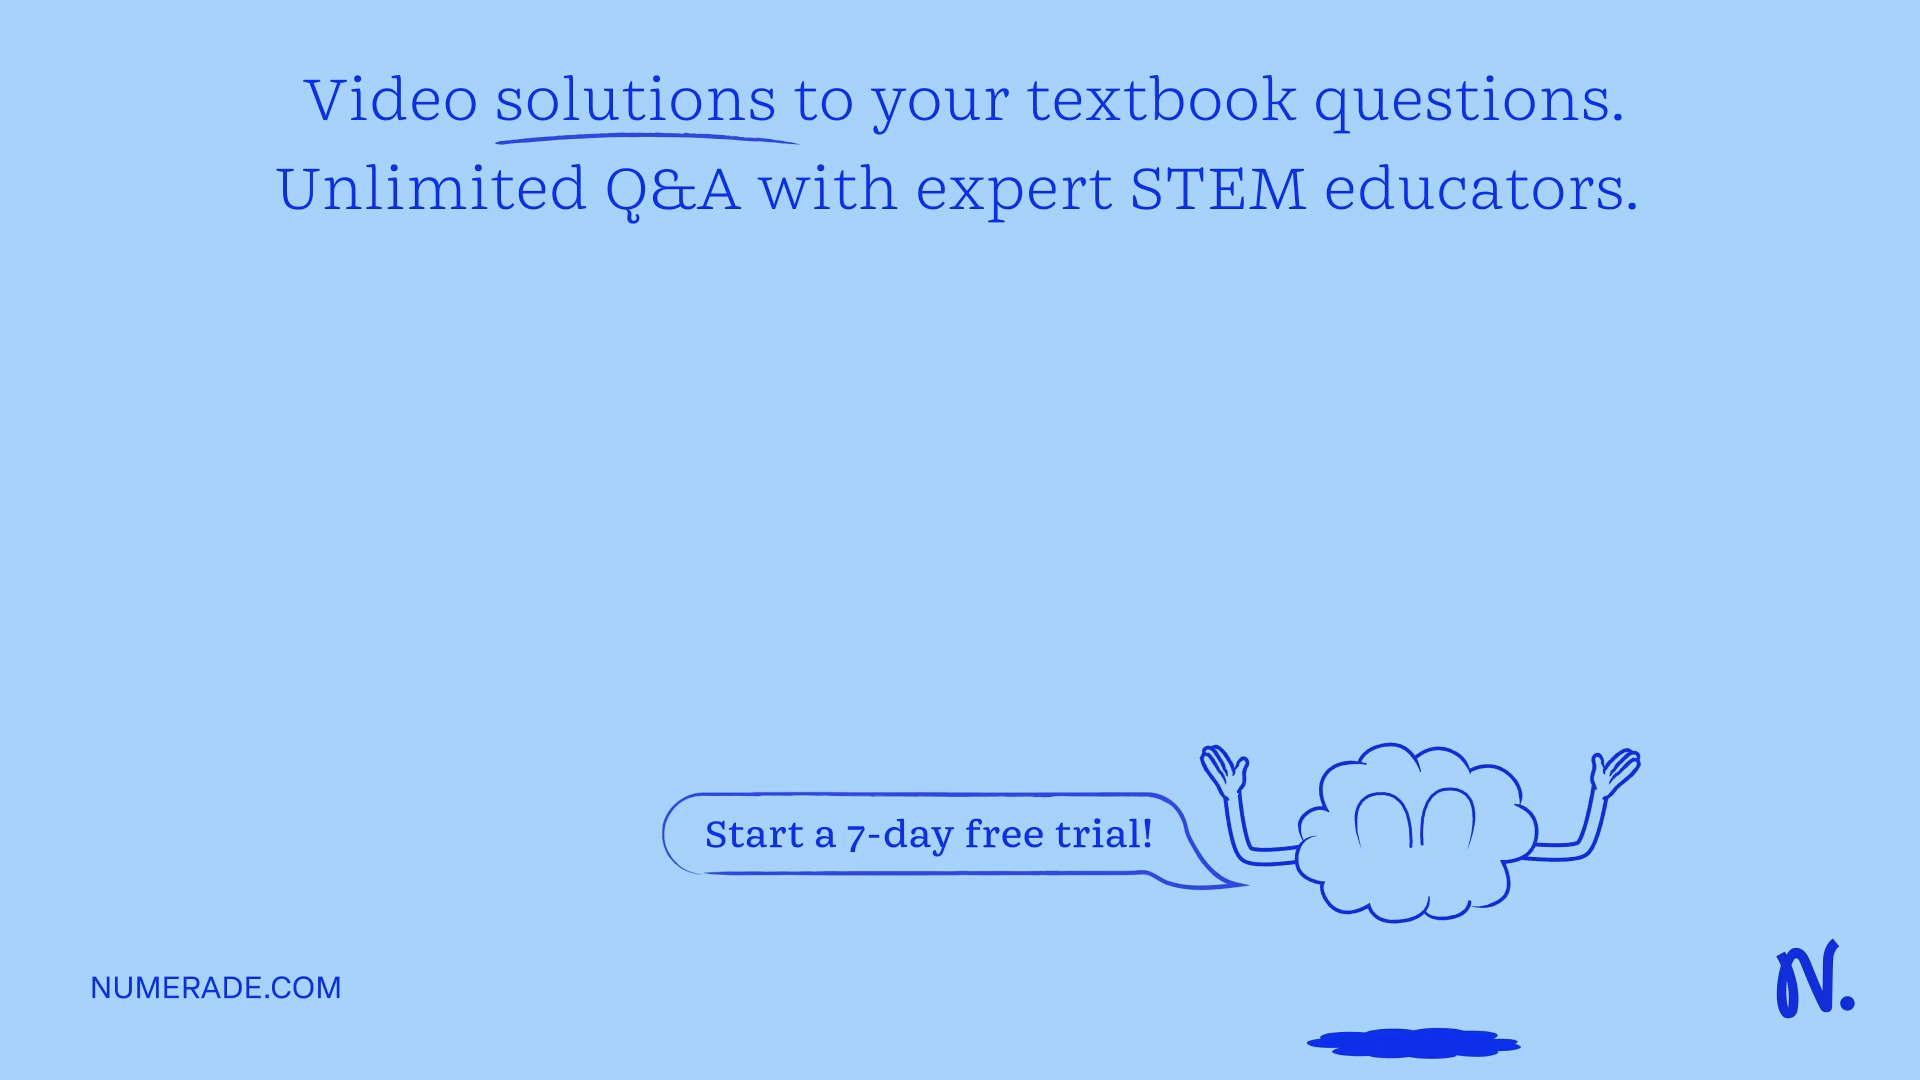 Video solutions to your textbook questions.
Unlimited Q&A with expert STEM educators.
Start a 7-day free trial!
NUMERADE.COM
N.